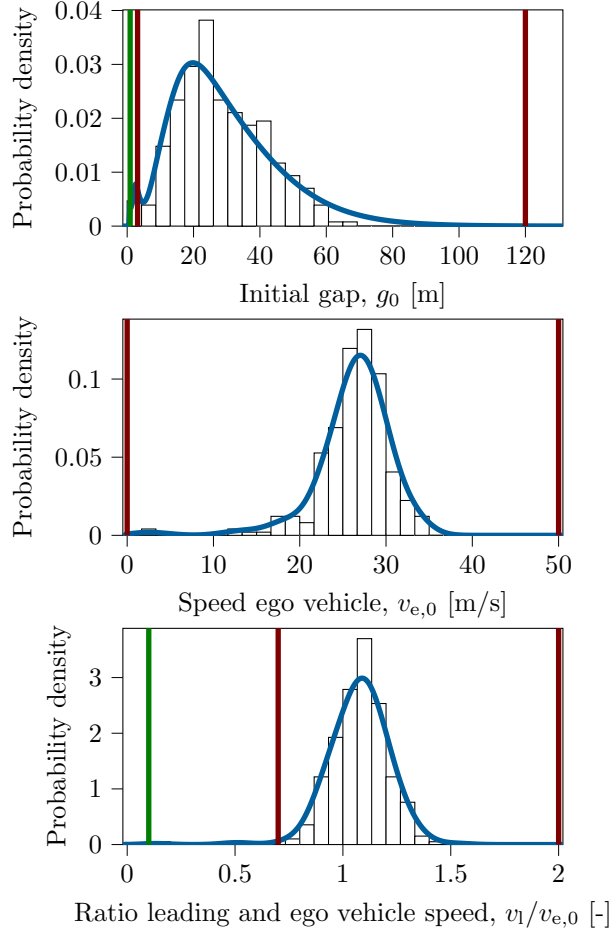 0.04
0.03
0.02
0.01
0
Probability density
0 20 40 60 80 100 120
Initial gap, g0 [m]
0.1
0.05
0
Probability density
0 10 20 30 40 50
Speed ego vehicle, ve,0 [m/s]
3
2
1
0
Probability density
0 0.5 1 1.5 2
Ratio leading and ego vehicle speed, vl/ve,0 [-]